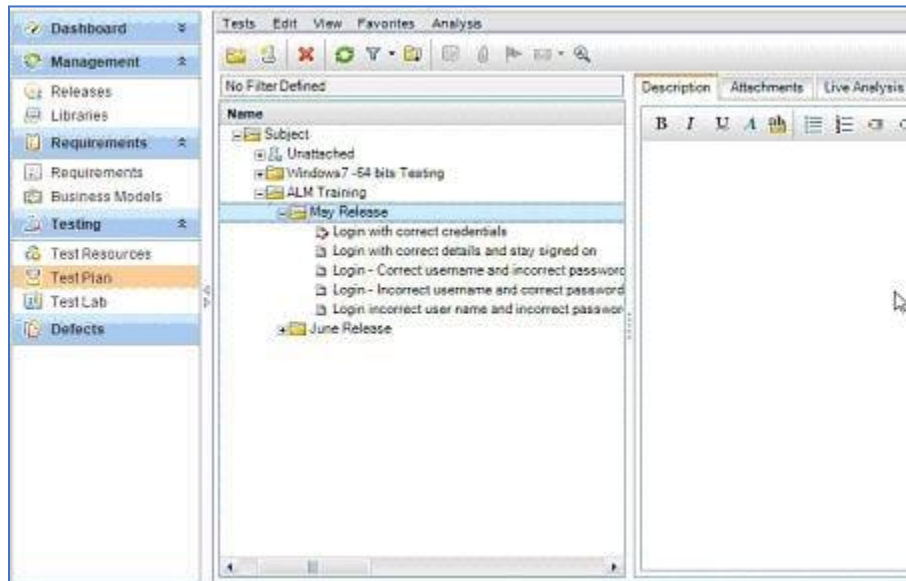 Dashboard
Management
Releases
Libraries
Requirements
Requirements
Business Models
Testing
Test Resources
Test Plan
Test Lab
Defects
Tests Edit View Favorites Analysis
No Filter Defined
Name
Subject
Unattached
Windows7 -64 bits Testing
ALM Training
May Release
Login with correct credentials
Login with correct details and stay signed on
Login - Correct username and incorrect password
Login - Incorrect username and correct password
Login incorrect user name and incorrect passwor
June Release
Description Attachments Live Analysis
B I U A ab